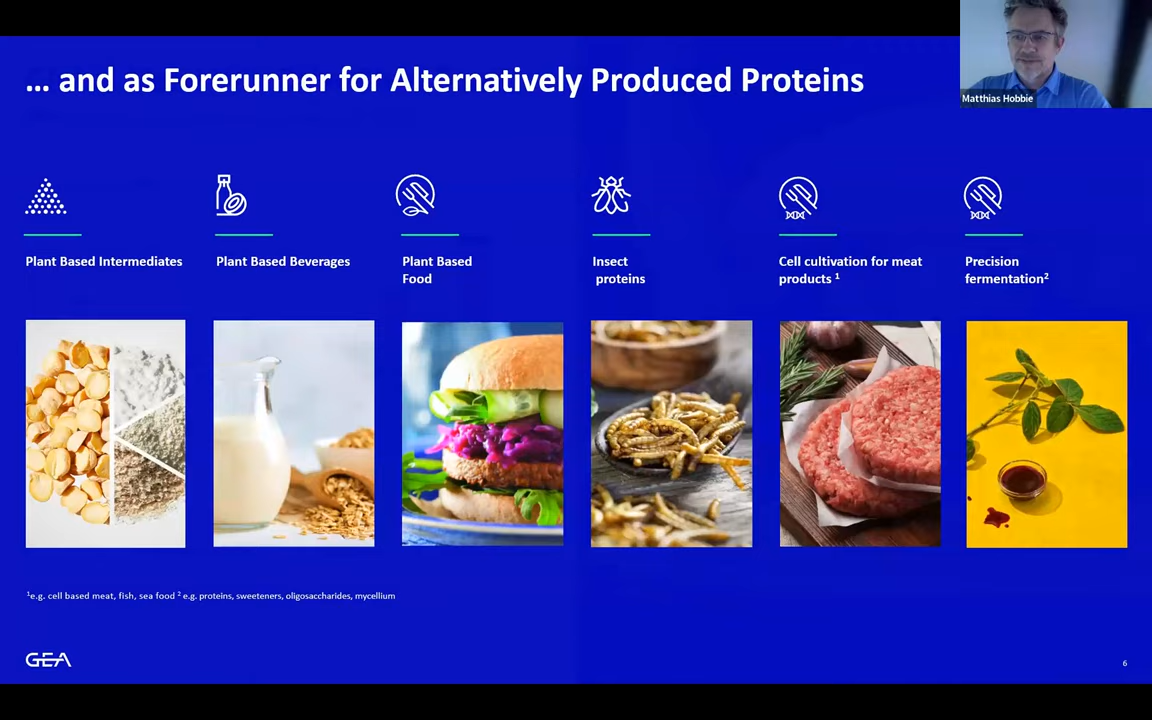 … and as Forerunner for Alternatively Produced Proteins
Matthias Hobbie
Plant Based Intermediates
Plant Based Beverages
Plant Based
Food
Insect
proteins
Cell cultivation for meat
products ¹
Precision
fermentation²
¹e.g. cell based meat, fish, sea food ² e.g. proteins, sweeteners, oligosaccharides, mycellium
GEA
6